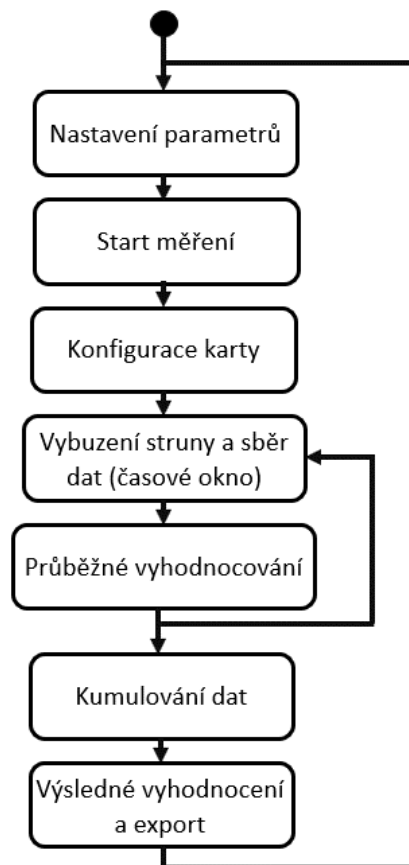 Nastavení parametrů
Start měření
Konfigurace karty
Vybuzení struny a sběr
dat (časové okno)
Průběžné vyhodnocování
Kumulování dat
Výsledné vyhodnocení
a export